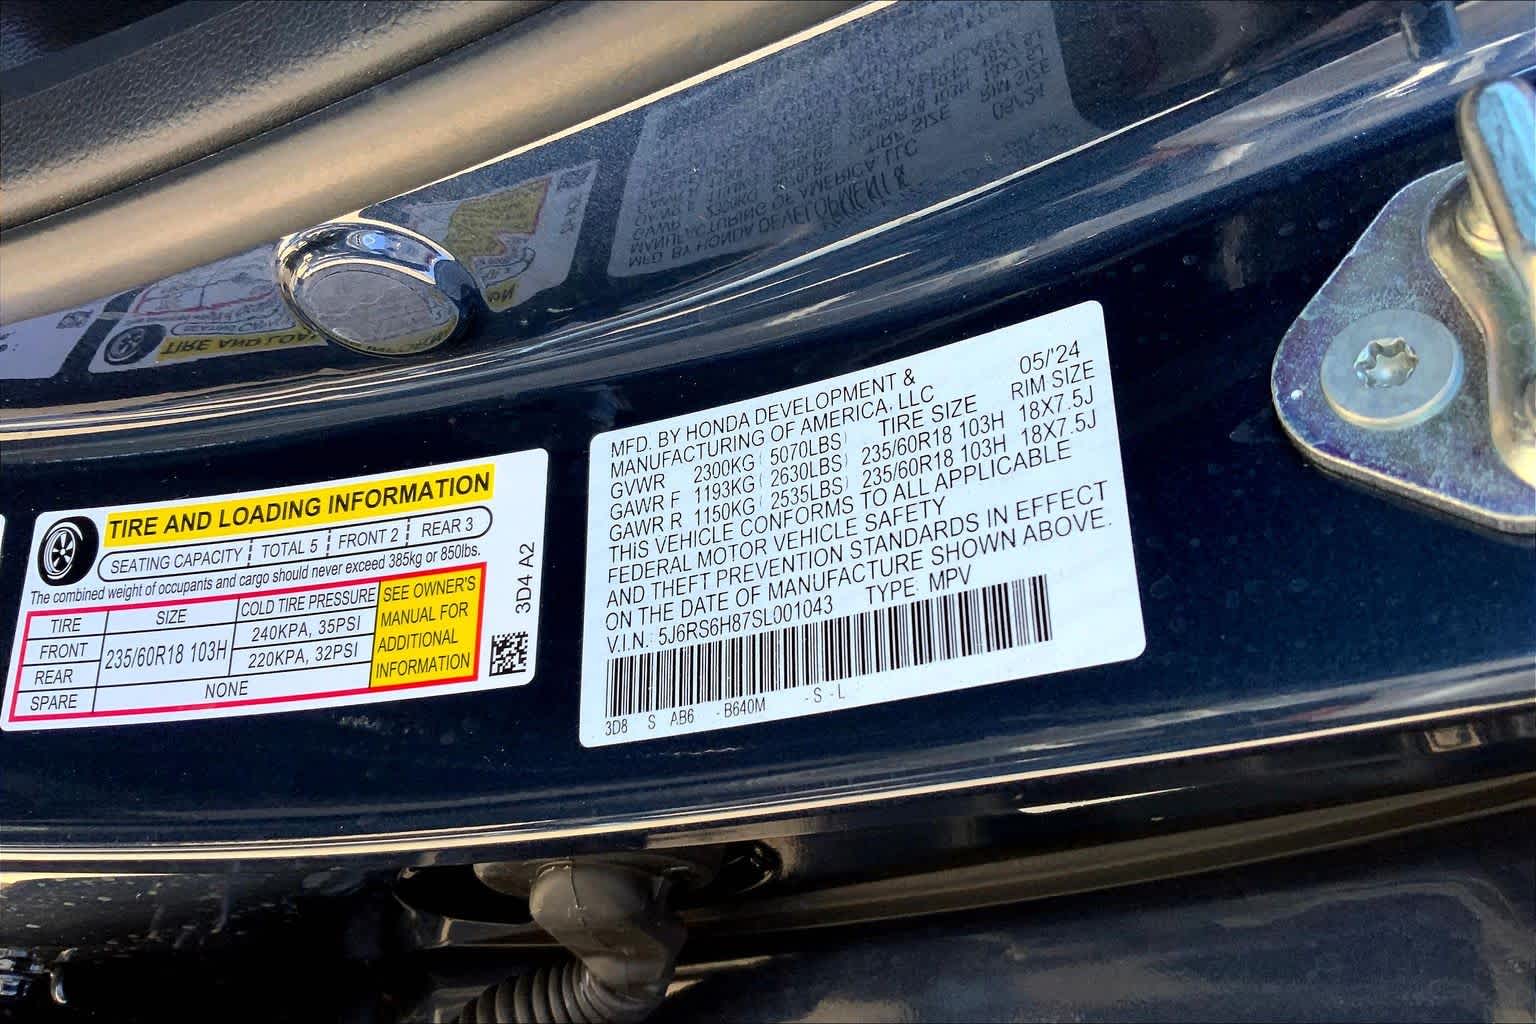 TIRE AND LOADING INFORMATION
SEATING CAPACITY TOTAL 5 FRONT 2 REAR 3
The combined weight of occupants and cargo should never exceed 385kg or 850lbs.
TIRE SIZE COLD TIRE PRESSURE
FRONT 235/60R18 103H 240KPA, 35PSI
REAR 220KPA, 32PSI
SPARE NONE
SEE OWNER'S
MANUAL FOR
ADDITIONAL
INFORMATION
3D4 A2
MFD. BY HONDA DEVELOPMENT & 05/'24
MANUFACTURING OF AMERICA, LLC RIM SIZE
GVWR 2300KG ( 5070LBS) TIRE SIZE 18X7.5J
GAWR F 1193KG ( 2630LBS) 235/60R18 103H 18X7.5J
GAWR R 1150KG ( 2535LBS) 235/60R18 103H
THIS VEHICLE CONFORMS TO ALL APPLICABLE
FEDERAL MOTOR VEHICLE SAFETY
AND THEFT PREVENTION STANDARDS IN EFFECT
ON THE DATE OF MANUFACTURE SHOWN ABOVE.
V.I.N.: 5J6RS6H87SL001043 TYPE: MPV
3D8 S AB6 -B640M -S -L